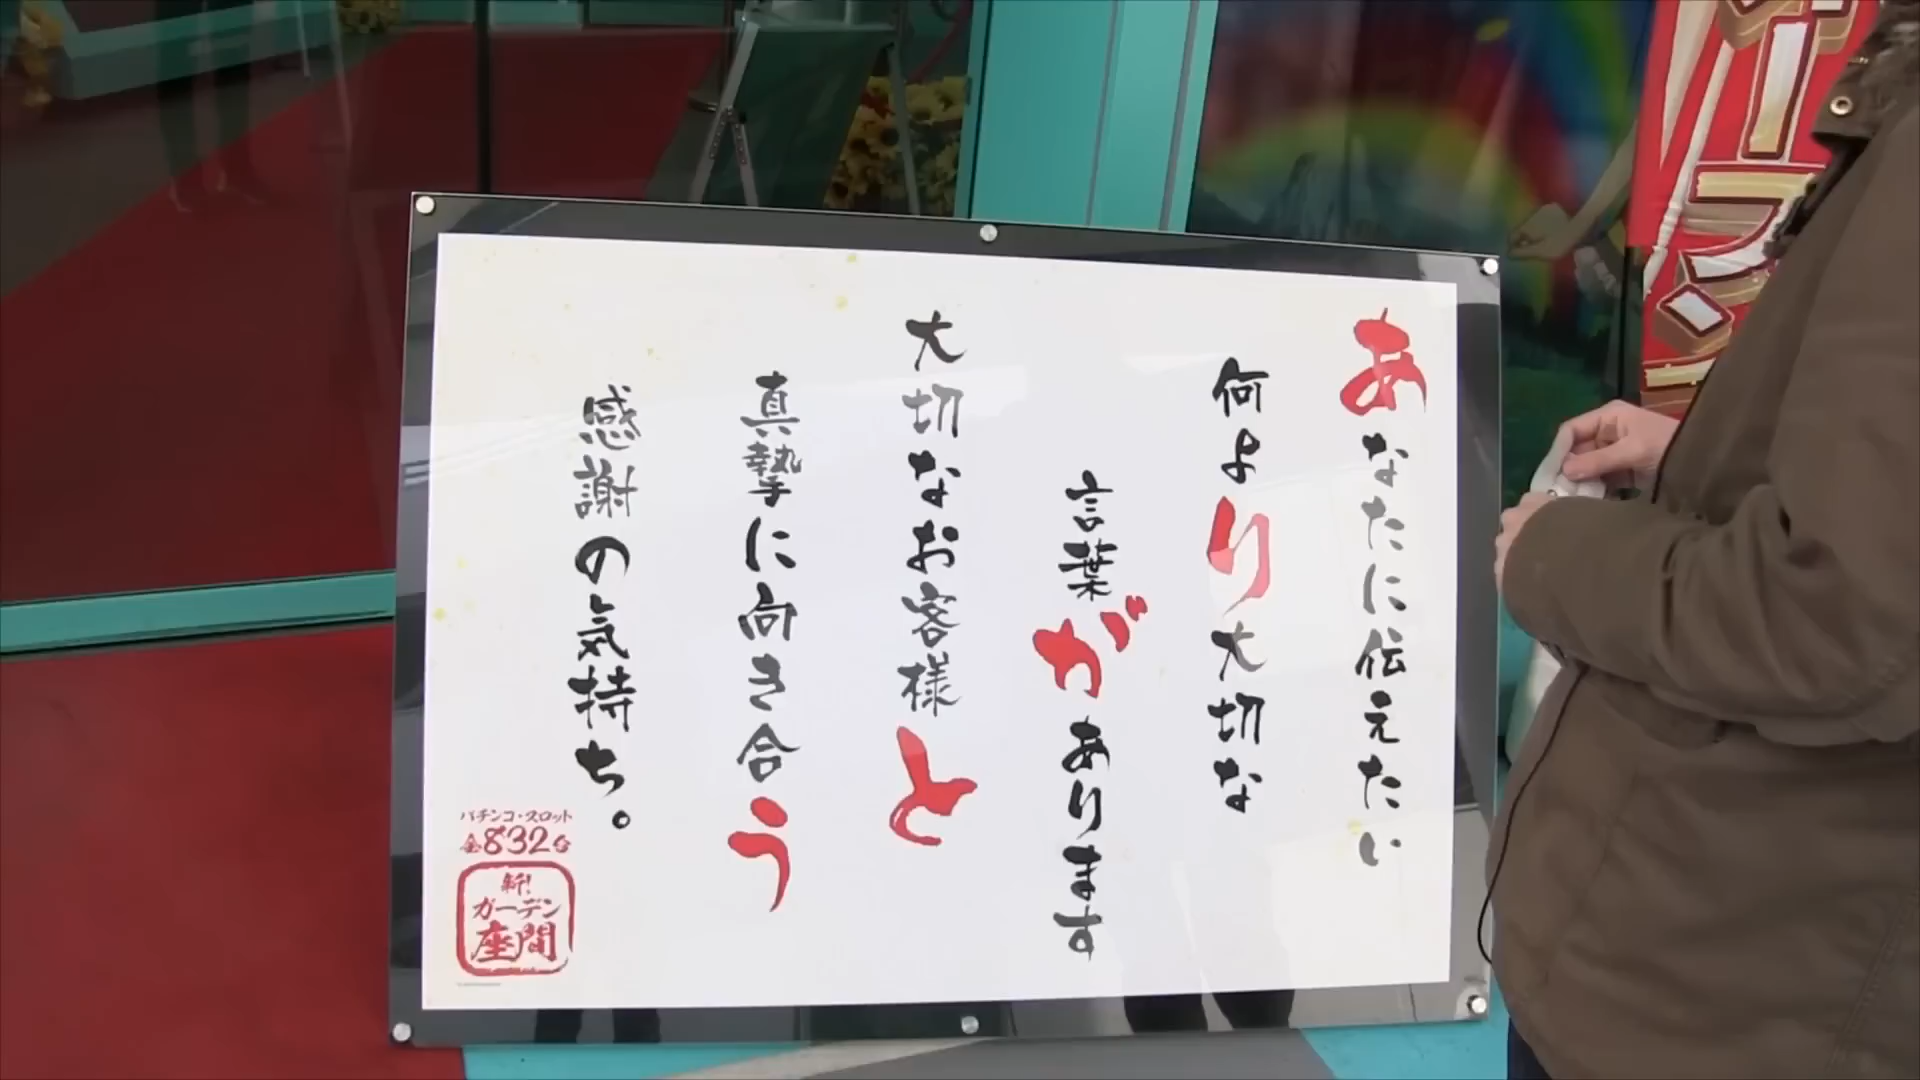 あなたに伝えたい
何より大切な
言葉があります
大切なお客様と
真摯に向き合う
感謝の気持ち。
パチンコ・スロット
全832台
新!
ガーデン
座間